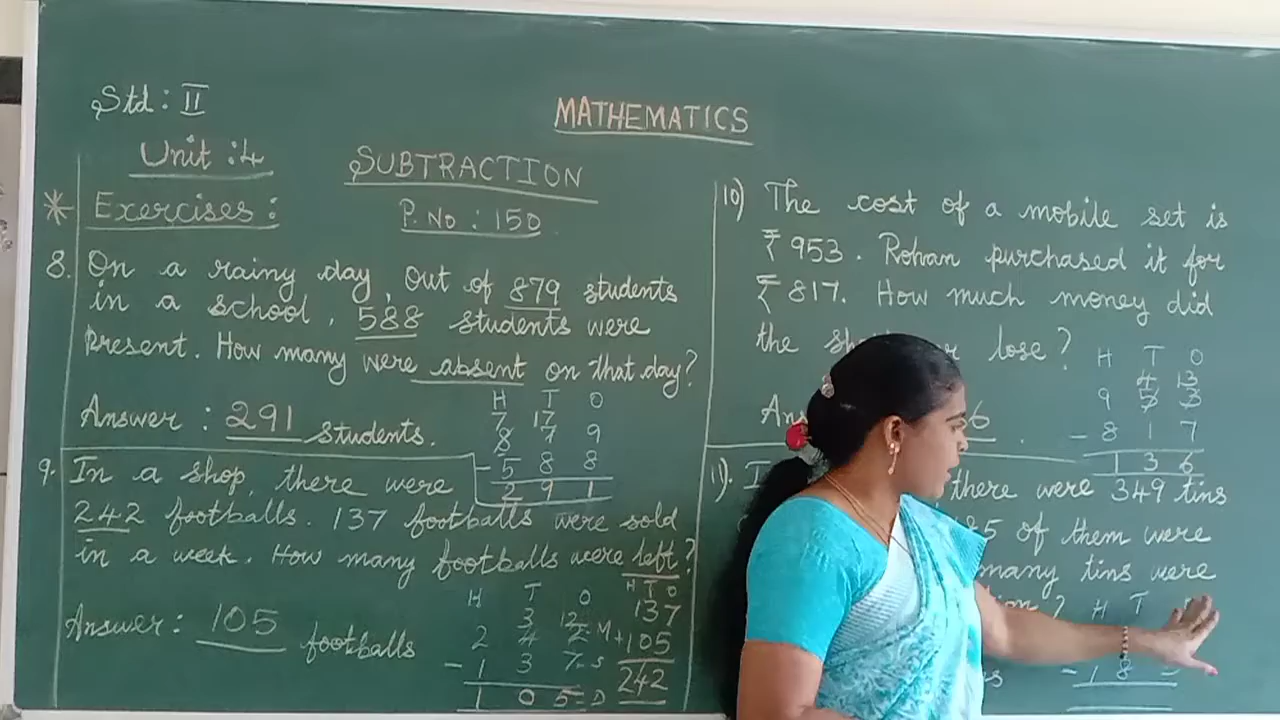 Std: II
MATHEMATICS
Unit: 4
SUBTRACTION
* Exercises:
P. No: 150
8. On a rainy day, out of 879 students
in a school, 588 students were
present. How many were absent on that day?
H T O
7 17
Answer: 291 students.
8 7 9
- 5 8 8
2 9 1
9. In a shop, there were
242 footballs. 137 footballs were sold
in a week. How many footballs were left?
H T O
H T O
3 12
137
Answer: 105 footballs
2 4 2 - M
+105
- 1 3 7 - S
242
1 0 5 = D
10) The cost of a mobile set is
₹ 953. Rohan purchased it for
₹ 817. How much money did
the lose?
H T O
4 13
9 5 3
- 8 1 7
1 3 6
11). there were 349 tins
of them were
many tins were
H T
- 1 8